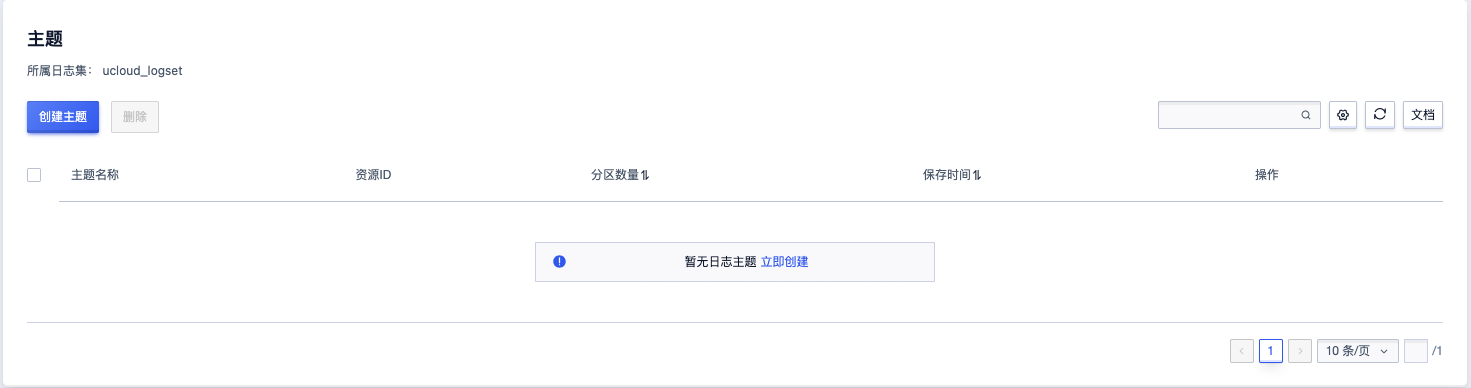 主题
所属日志集： ucloud_logset
创建主题 删除 文档
主题名称 资源ID 分区数量 保存时间 操作
暂无日志主题 立即创建
1 10 条/页 /1